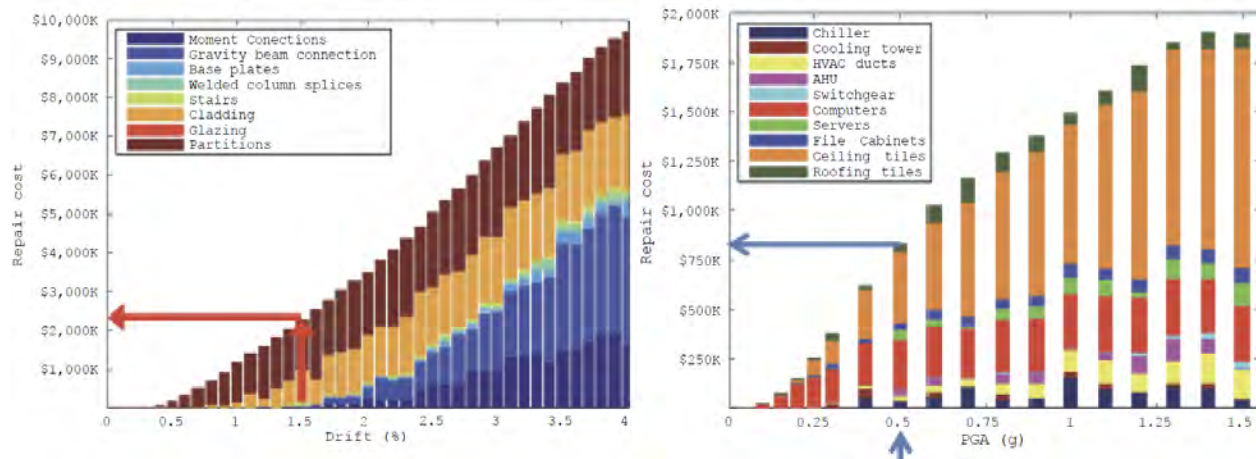 $10,000K
$9,000K
$8,000K
$7,000K
$6,000K
$5,000K
$4,000K
$3,000K
$2,000K
$1,000K
Repair cost
Moment Conections
Gravity beam connection
Base plates
Welded column splices
Stairs
Cladding
Glazing
Partitions
0 0.5 1 1.5 2 2.5 3 3.5 4
Drift (%)
$2,000K
$1,750K
$1,500K
$1,250K
$1,000K
$750K
$500K
$250K
Repair cost
Chiller
Cooling tower
HVAC ducts
AHU
Switchgear
Computers
Servers
File Cabinets
Ceiling tiles
Roofing tiles
0 0.25 0.5 0.75 1 1.25 1.5
PGA (g)